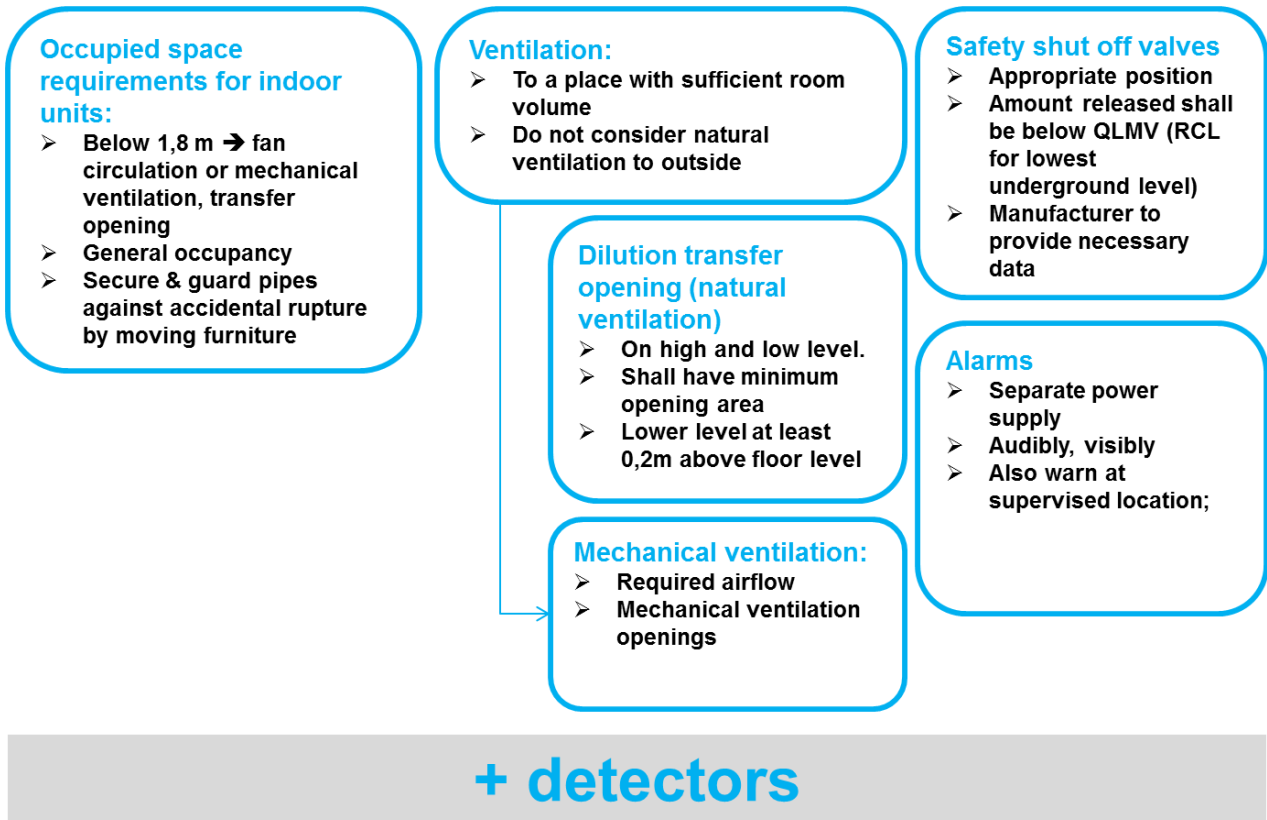 Occupied space
requirements for indoor
units:
➢ Below 1,8 m ➔ fan
circulation or mechanical
ventilation, transfer
opening
➢ General occupancy
➢ Secure & guard pipes
against accidental rupture
by moving furniture
Ventilation:
➢ To a place with sufficient room
volume
➢ Do not consider natural
ventilation to outside
Dilution transfer
opening (natural
ventilation)
➢ On high and low level.
➢ Shall have minimum
opening area
➢ Lower level at least
0,2m above floor level
Mechanical ventilation:
➢ Required airflow
➢ Mechanical ventilation
openings
Safety shut off valves
➢ Appropriate position
➢ Amount released shall
be below QLMV (RCL
for lowest
underground level)
➢ Manufacturer to
provide necessary
data
Alarms
➢ Separate power
supply
➢ Audibly, visibly
➢ Also warn at
supervised location;
+ detectors